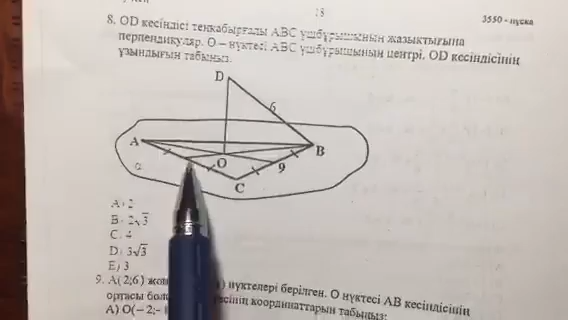 18
3550 - нұсқа
8. OD кесіндісі теңқабырғалы ABC үшбұрышының жазықтығына
перпендикуляр. O – нүктесі ABC үшбұрышының центрі. OD кесіндісінің
ұзындығын табыңыз.
D
6
A
B
O
9
α
C
A) 2
B) 2√3
C) 4
D) 3√3
E) 3
9. A(2;6) нүктелері берілген. O нүктесі AB кесіндісінің
ортасы координаттарын табыңыз:
A) O(−2;−